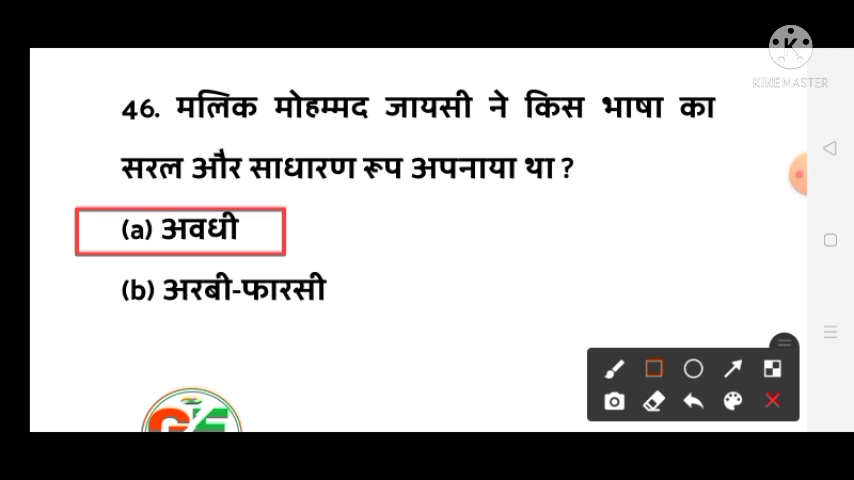 KINEMASTER
46. मलिक मोहम्मद जायसी ने किस भाषा का
सरल और साधारण रूप अपनाया था ?
(a) अवधी
(b) अरबी-फारसी